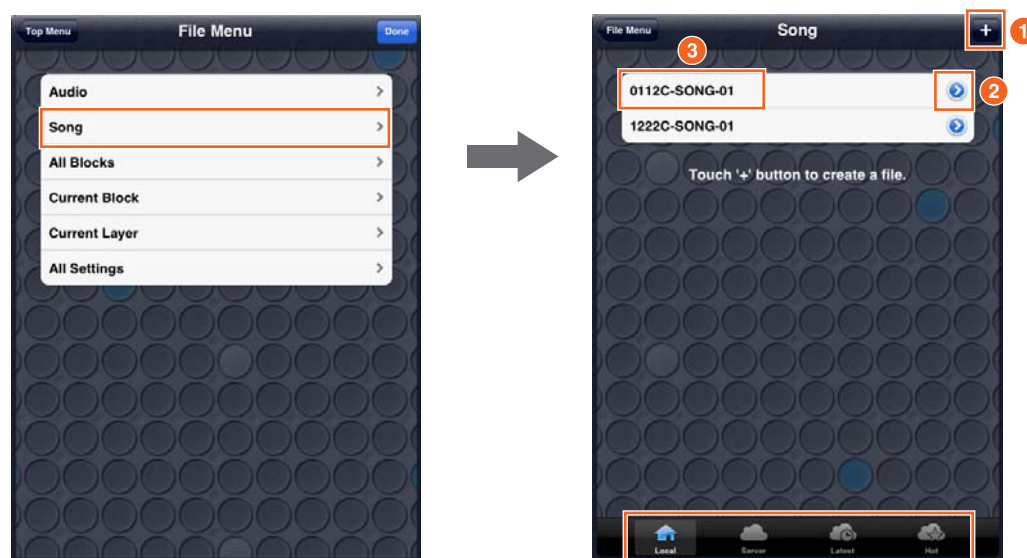 Top Menu
File Menu
Done
Audio
Song
All Blocks
Current Block
Current Layer
All Settings
File Menu
Song
+
1
3
0112C-SONG-01
2
1222C-SONG-01
Touch '+' button to create a file.
Local
Server
Latest
Hot